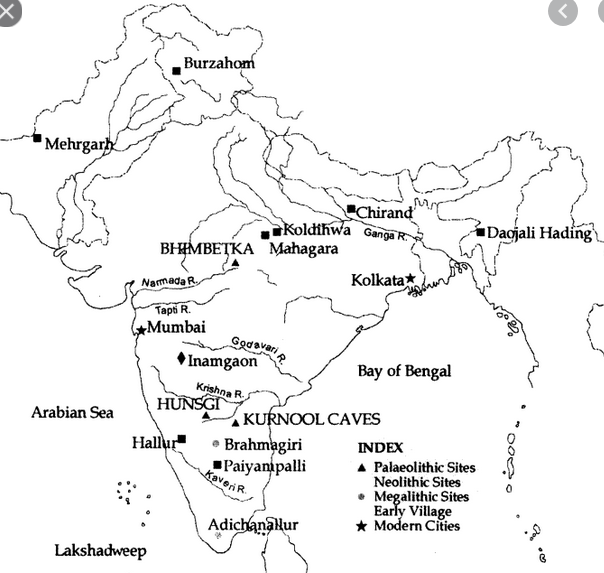 Burzahom
Mehrgarh
Chirand
Koldihwa
Ganga R.
Daojali Hading
BHIMBETKA
Mahagara
Narmada R.
Kolkata
Tapti R.
Mumbai
Godavari R.
Inamgaon
Bay of Bengal
Krishna R.
HUNSGI
Arabian Sea
KURNOOL CAVES
Hallur
Brahmagiri
INDEX
Paiyampalli
Palaeolithic Sites
Kaveri R.
Neolithic Sites
Megalithic Sites
Early Village
Adichanallur
Modern Cities
Lakshadweep